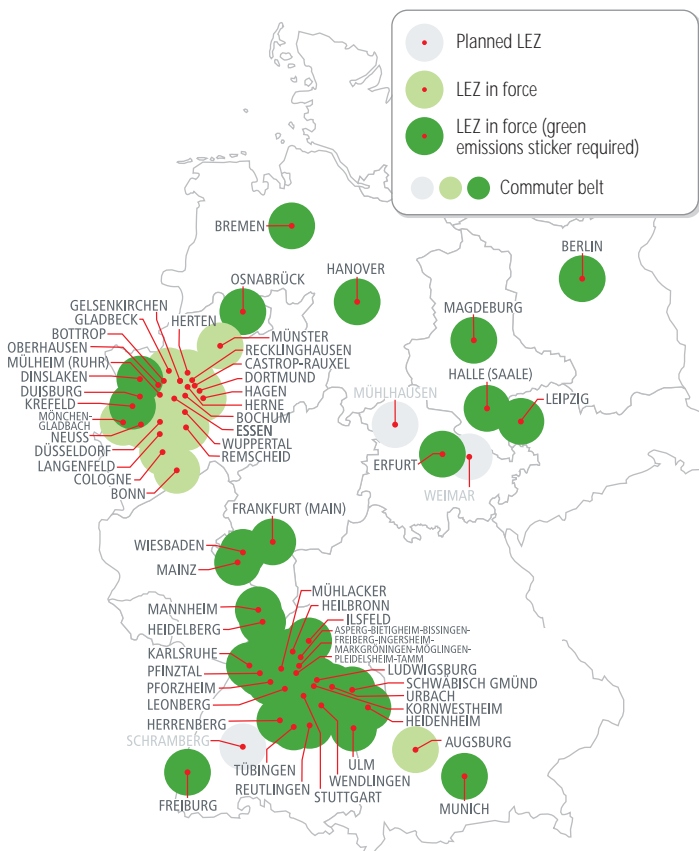 Planned LEZ
LEZ in force
LEZ in force (green
emissions sticker required)
Commuter belt
BREMEN
BERLIN
HANOVER
OSNABRÜCK
MAGDEBURG
GELSENKIRCHEN
GLADBECK
HERTEN
BOTTROP
OBERHAUSEN
MÜLHEIM (RUHR)
DINSLAKEN
DUISBURG
KREFELD
MÖNCHEN-
GLADBACH
NEUSS
DÜSSELDORF
LANGENFELD
COLOGNE
BONN
MÜNSTER
RECKLINGHAUSEN
CASTROP-RAUXEL
DORTMUND
HAGEN
HERNE
BOCHUM
ESSEN
WUPPERTAL
REMSCHEID
MÜHLHAUSEN
HALLE (SAALE)
LEIPZIG
ERFURT
WEIMAR
FRANKFURT (MAIN)
WIESBADEN
MAINZ
MANNHEIM
HEIDELBERG
KARLSRUHE
PFINZTAL
PFORZHEIM
LEONBERG
HERRENBERG
SCHRAMBERG
TÜBINGEN
REUTLINGEN
FREIBURG
MÜHLACKER
HEILBRONN
ILSFELD
ASPERG-BIETIGHEIM-BISSINGEN-
FREIBERG-INGERSHEIM-
MARKGRÖNINGEN-MÖGLINGEN-
PLEIDELSHEIM-TAMM
LUDWIGSBURG
SCHWÄBISCH GMÜND
URBACH
KORNWESTHEIM
HEIDENHEIM
AUGSBURG
ULM
WENDLINGEN
STUTTGART
MUNICH